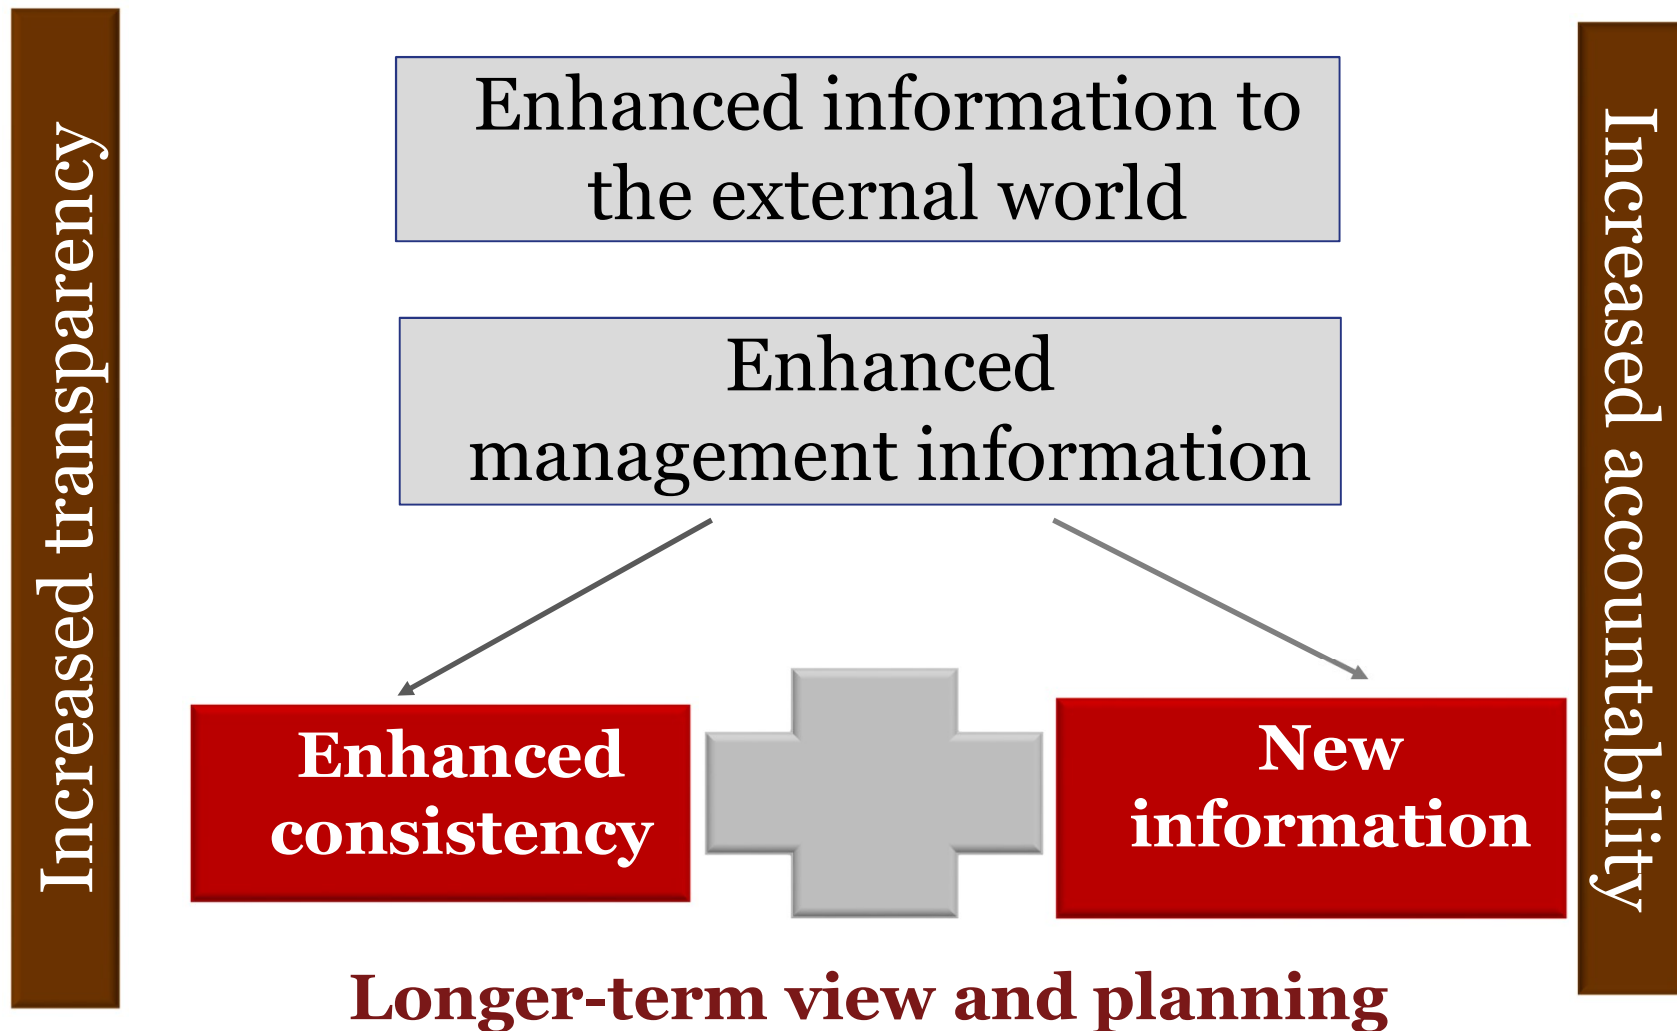 Increased transparency
Enhanced information to
the external world
Enhanced
management information
Enhanced
consistency
New
information
Longer-term view and planning
Increased accountability